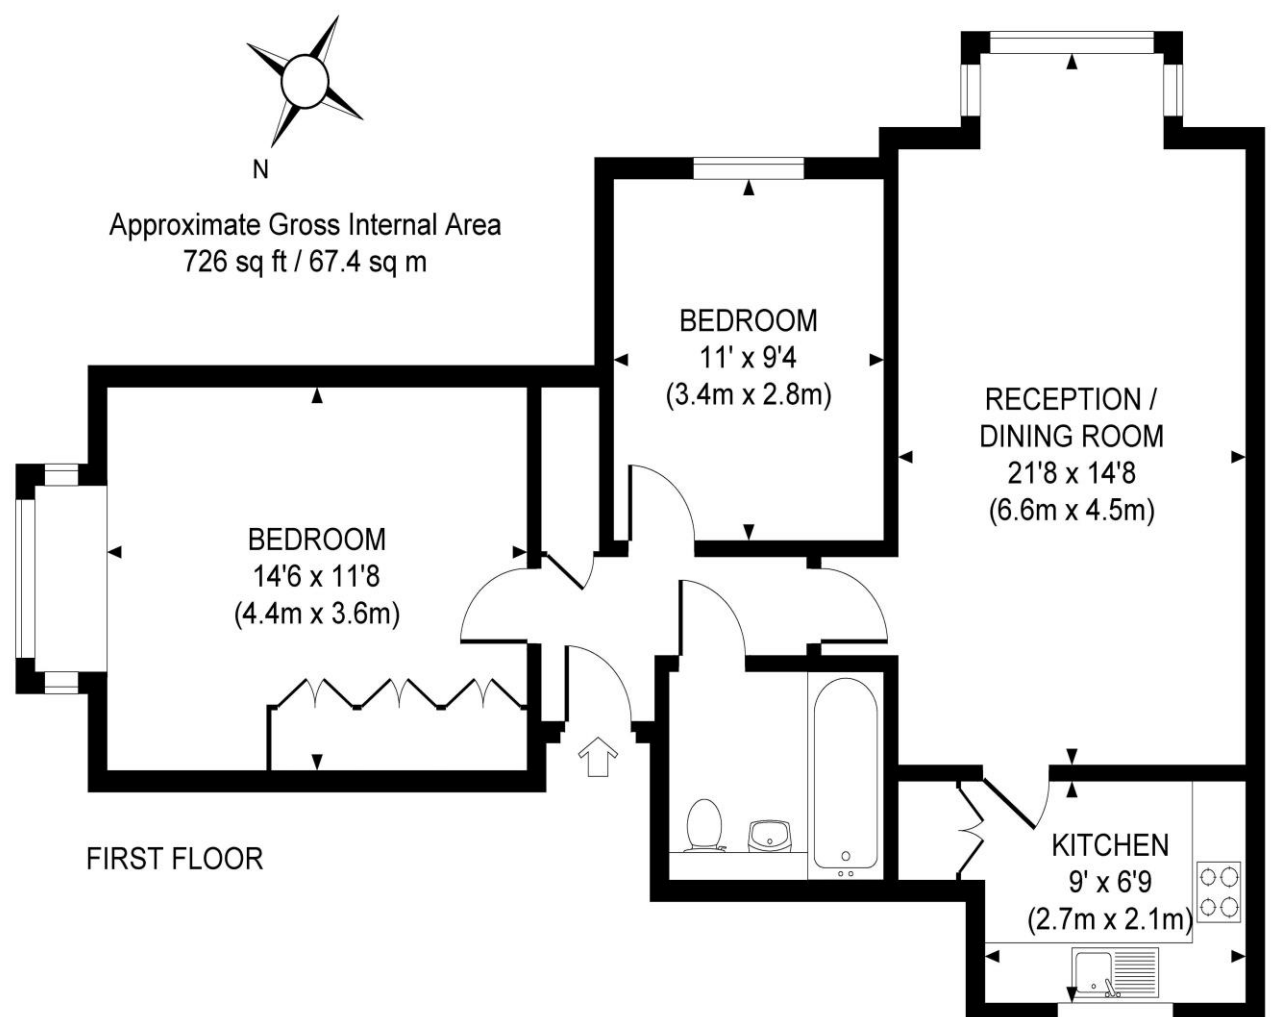 N
Approximate Gross Internal Area
726 sq ft / 67.4 sq m
BEDROOM
11' x 9'4
(3.4m x 2.8m)
RECEPTION /
DINING ROOM
21'8 x 14'8
(6.6m x 4.5m)
BEDROOM
14'6 x 11'8
(4.4m x 3.6m)
KITCHEN
9' x 6'9
(2.7m x 2.1m)
FIRST FLOOR